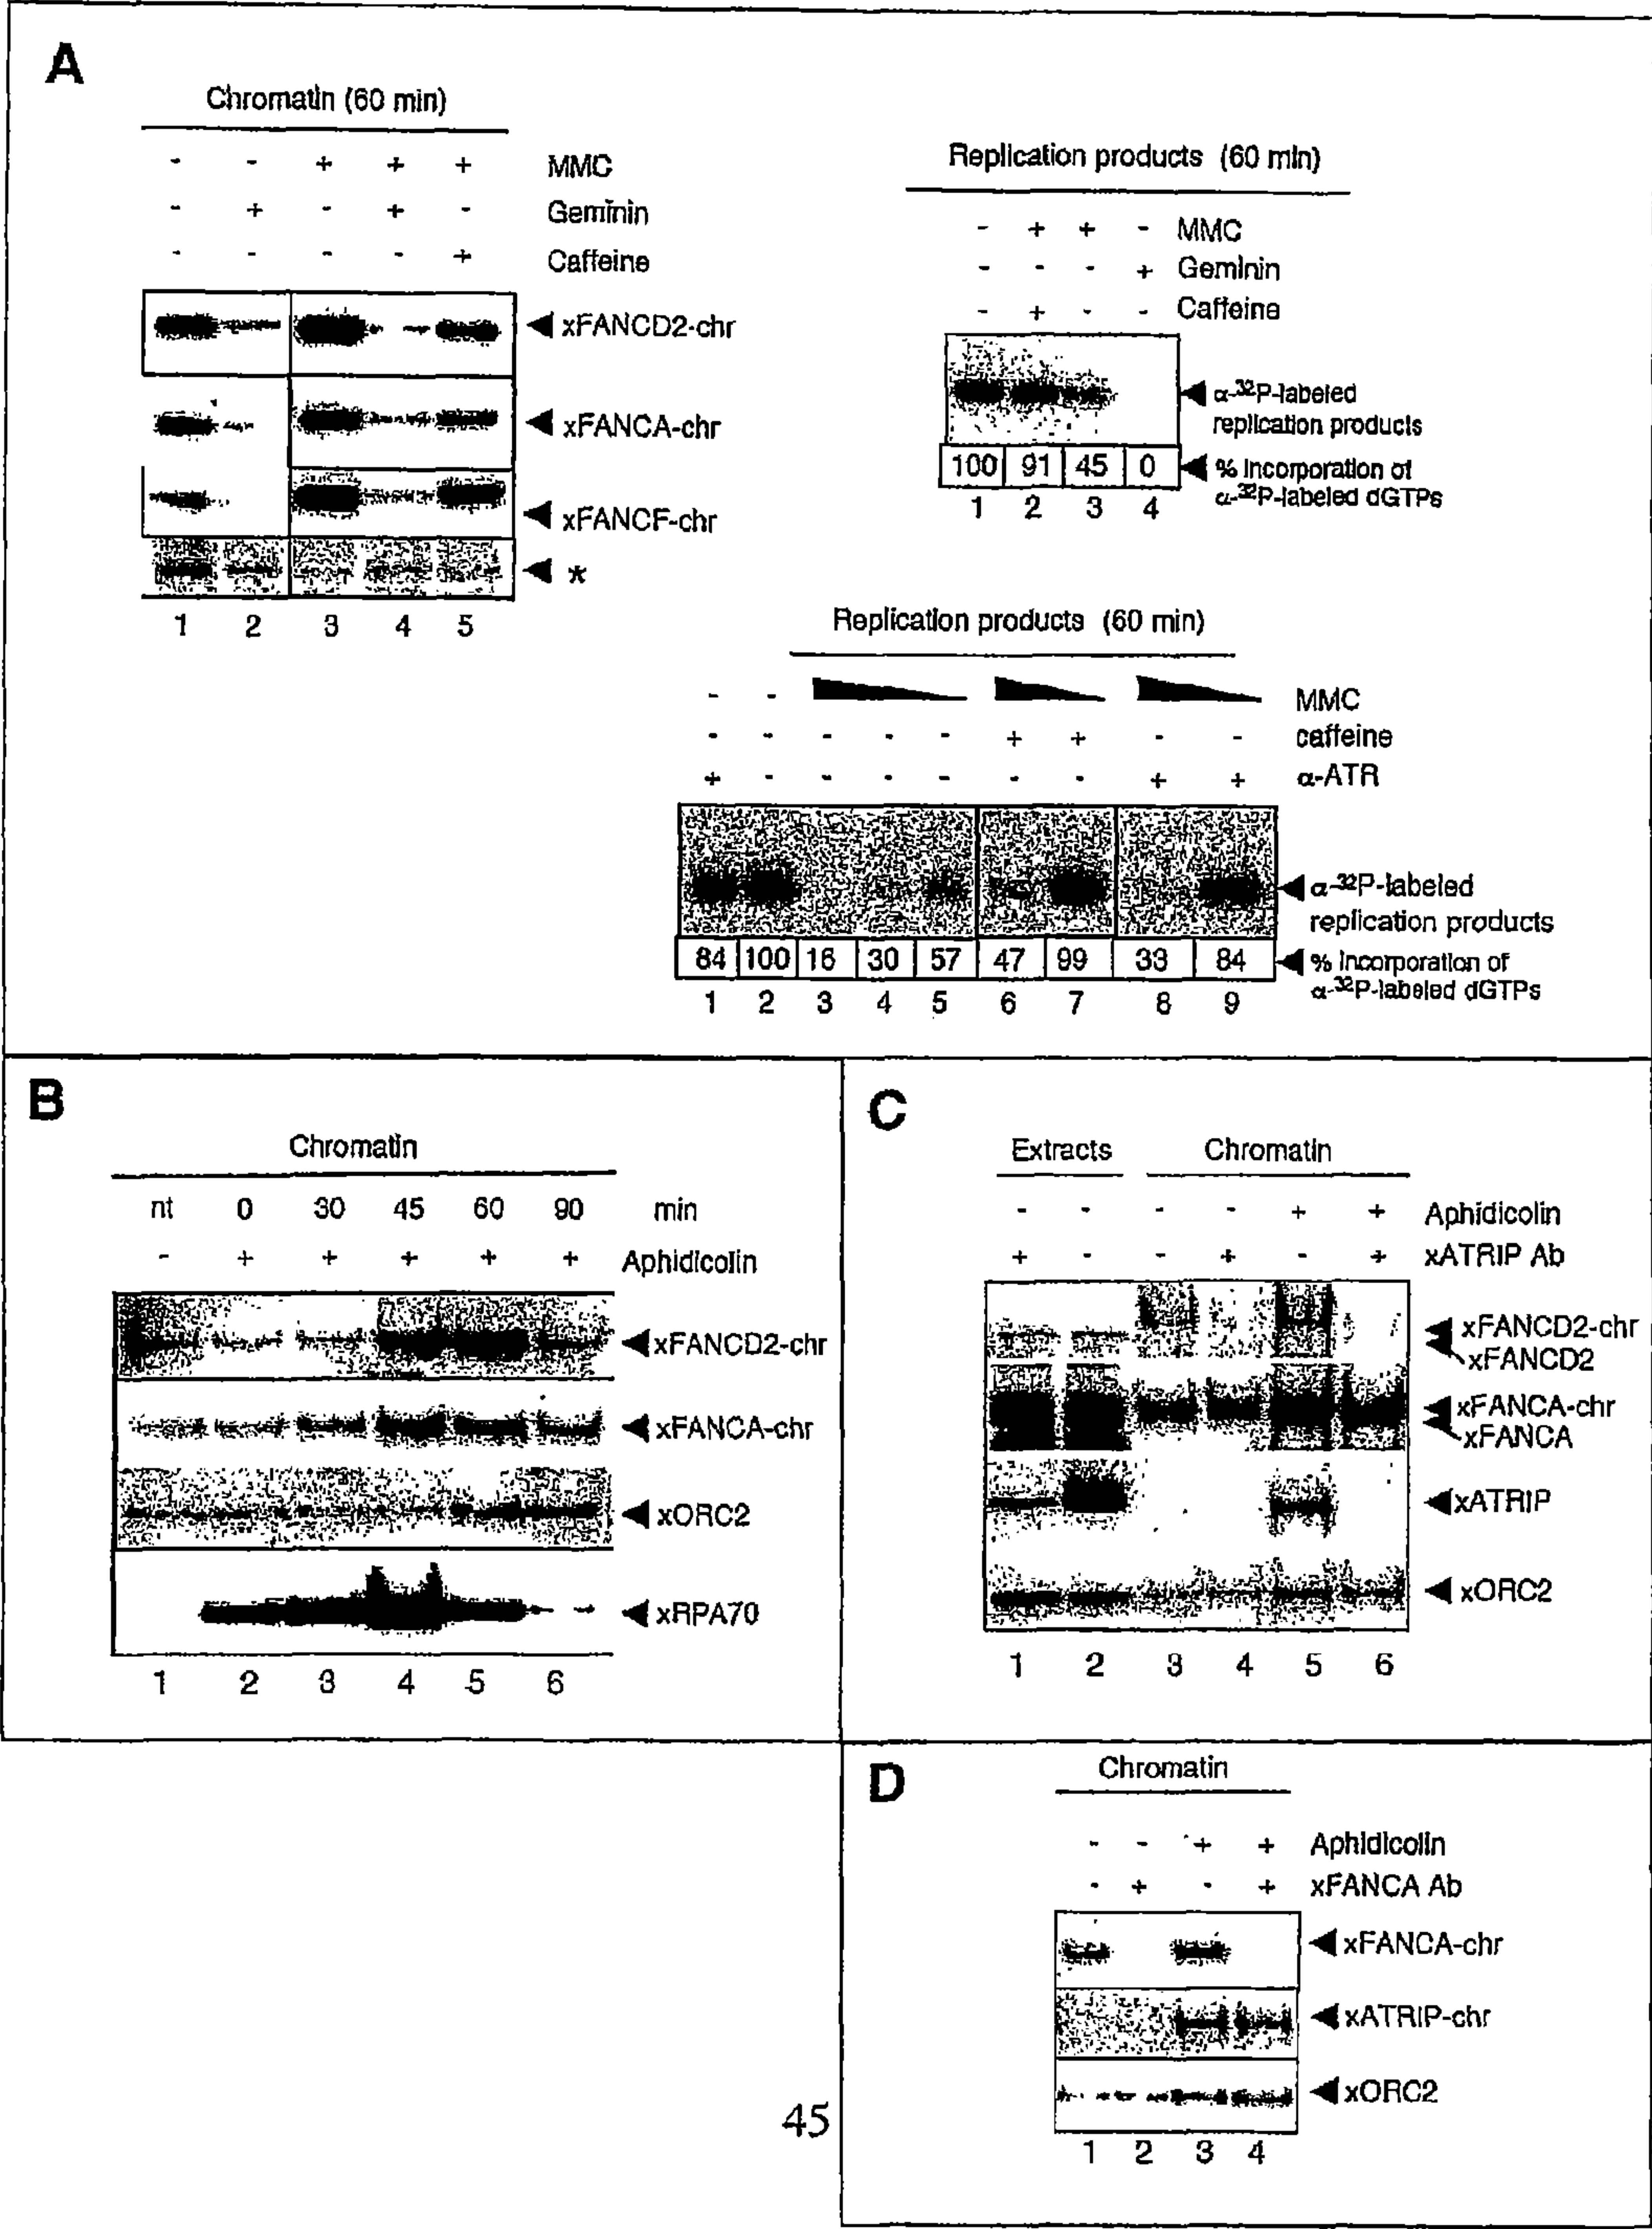 A
Chromatin (60 min)
- - + + + MMC
- + - + - Geminin
- - - - + Caffeine
xFANCD2-chr
xFANCA-chr
xFANCF-chr
*
1 2 3 4 5
Replication products (60 min)
- + + - MMC
- - - + Geminin
- + - - Caffeine
α-32P-labeled
replication products
100 91 45 0 % Incorporation of
α-32P-labeled dGTPs
1 2 3 4
Replication products (60 min)
- - MMC
- - - - - + + - - caffeine
+ - - - - - - + + α-ATR
α-32P-labeled
replication products
84 100 16 30 57 47 99 33 84 % Incorporation of
α-32P-labeled dGTPs
1 2 3 4 5 6 7 8 9
B
Chromatin
nt 0 30 45 60 90 min
- + + + + + Aphidicolin
xFANCD2-chr
xFANCA-chr
xORC2
xRPA70
1 2 3 4 5 6
C
Extracts Chromatin
- - - - + + Aphidicolin
+ - - + - + xATRIP Ab
xFANCD2-chr
xFANCD2
xFANCA-chr
xFANCA
xATRIP
xORC2
1 2 3 4 5 6
D
Chromatin
- - + + Aphidicolin
- + - + xFANCA Ab
xFANCA-chr
xATRIP-chr
xORC2
1 2 3 4
45